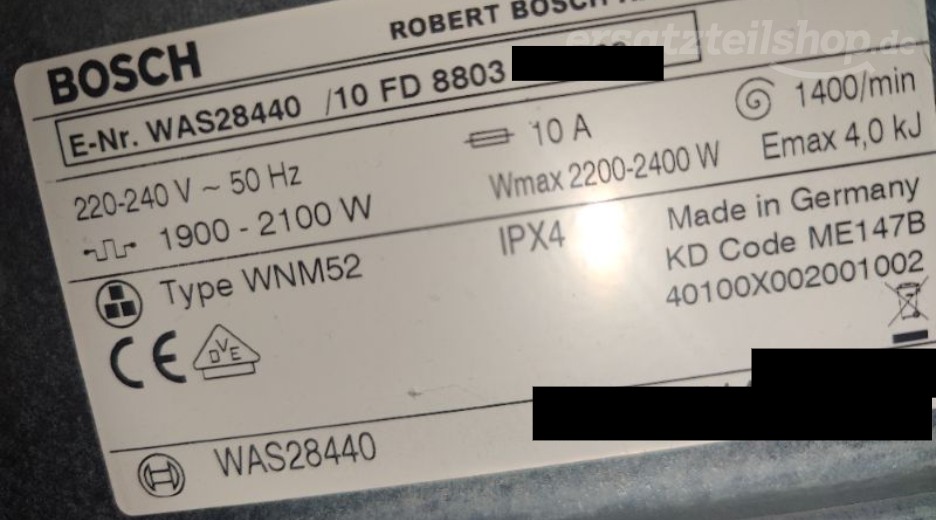 ROBERT BOSCH
ersatzteilshop.de
BOSCH
E-Nr. WAS28440 /10 FD 8803
220-240 V ~ 50 Hz
10 A
1400/min
1900 - 2100 W
Wmax 2200-2400 W
Emax 4,0 kJ
Type WNM52
IPX4
Made in Germany
KD Code ME147B
40100X002001002
CE
DVE
WAS28440